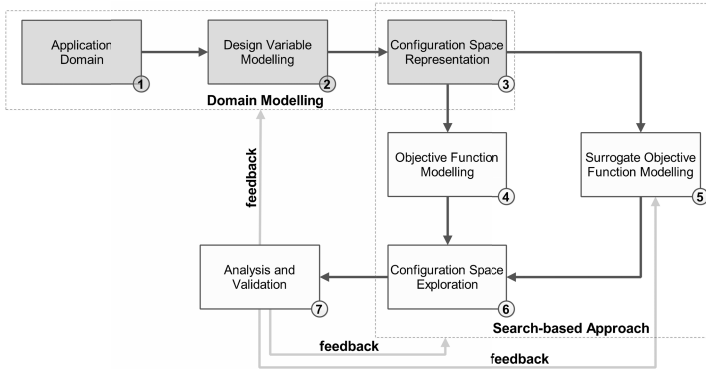 Application
Domain
1
Design Variable
Modelling
2
Configuration Space
Representation
3
Domain Modelling
feedback
Objective Function
Modelling
4
Surrogate Objective
Function Modelling
5
Analysis and
Validation
7
Configuration Space
Exploration
6
Search-based Approach
feedback
feedback